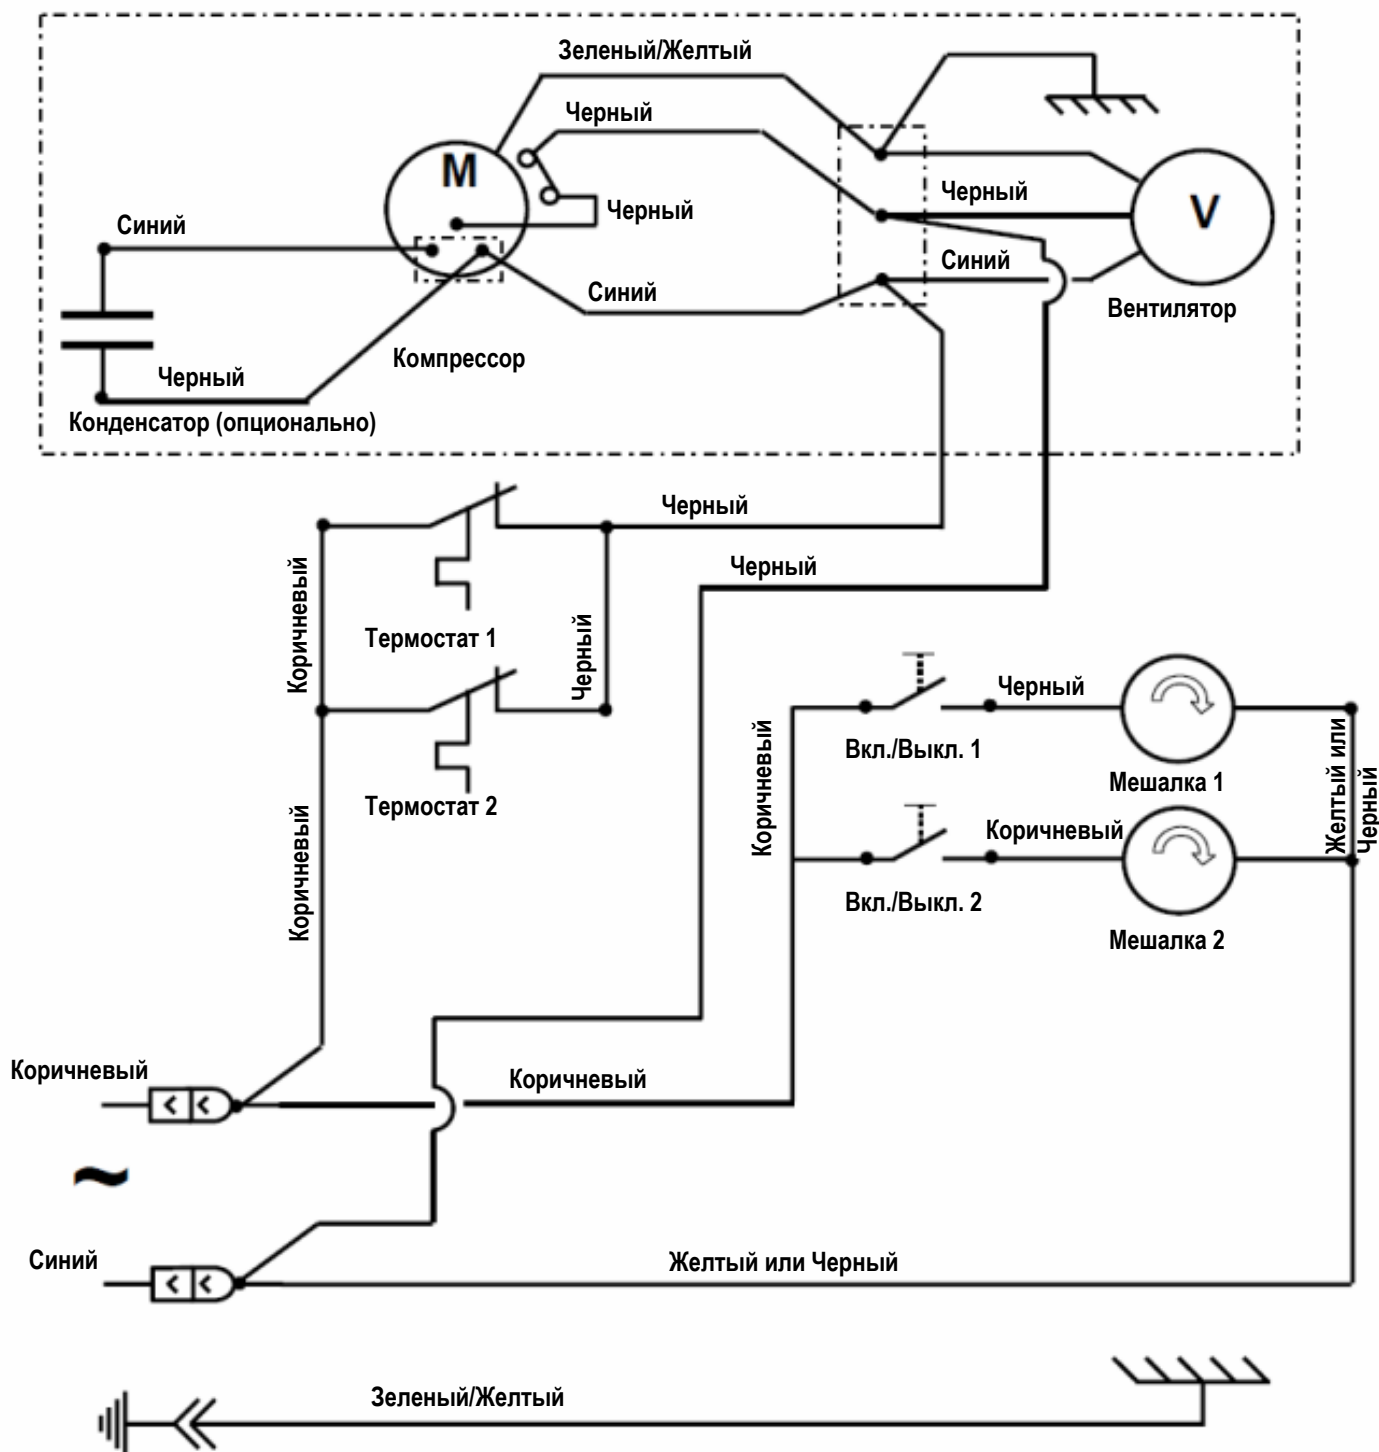 Зеленый/Желтый
Черный
M
Черный
Черный
V
Синий
Синий
Синий
Вентилятор
Компрессор
Черный
Конденсатор (опционально)
Черный
Черный
Коричневый
Термостат 1
Черный
Черный
Коричневый
Вкл./Выкл. 1
Мешалка 1
Желтый или
Черный
Термостат 2
Коричневый
Коричневый
Вкл./Выкл. 2
Мешалка 2
Коричневый
Коричневый
~
Синий
Желтый или Черный
Зеленый/Желтый